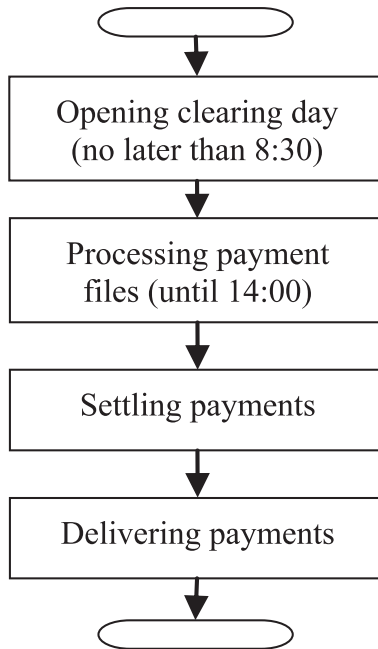 Opening clearing day
(no later than 8:30)
Processing payment
files (until 14:00)
Settling payments
Delivering payments